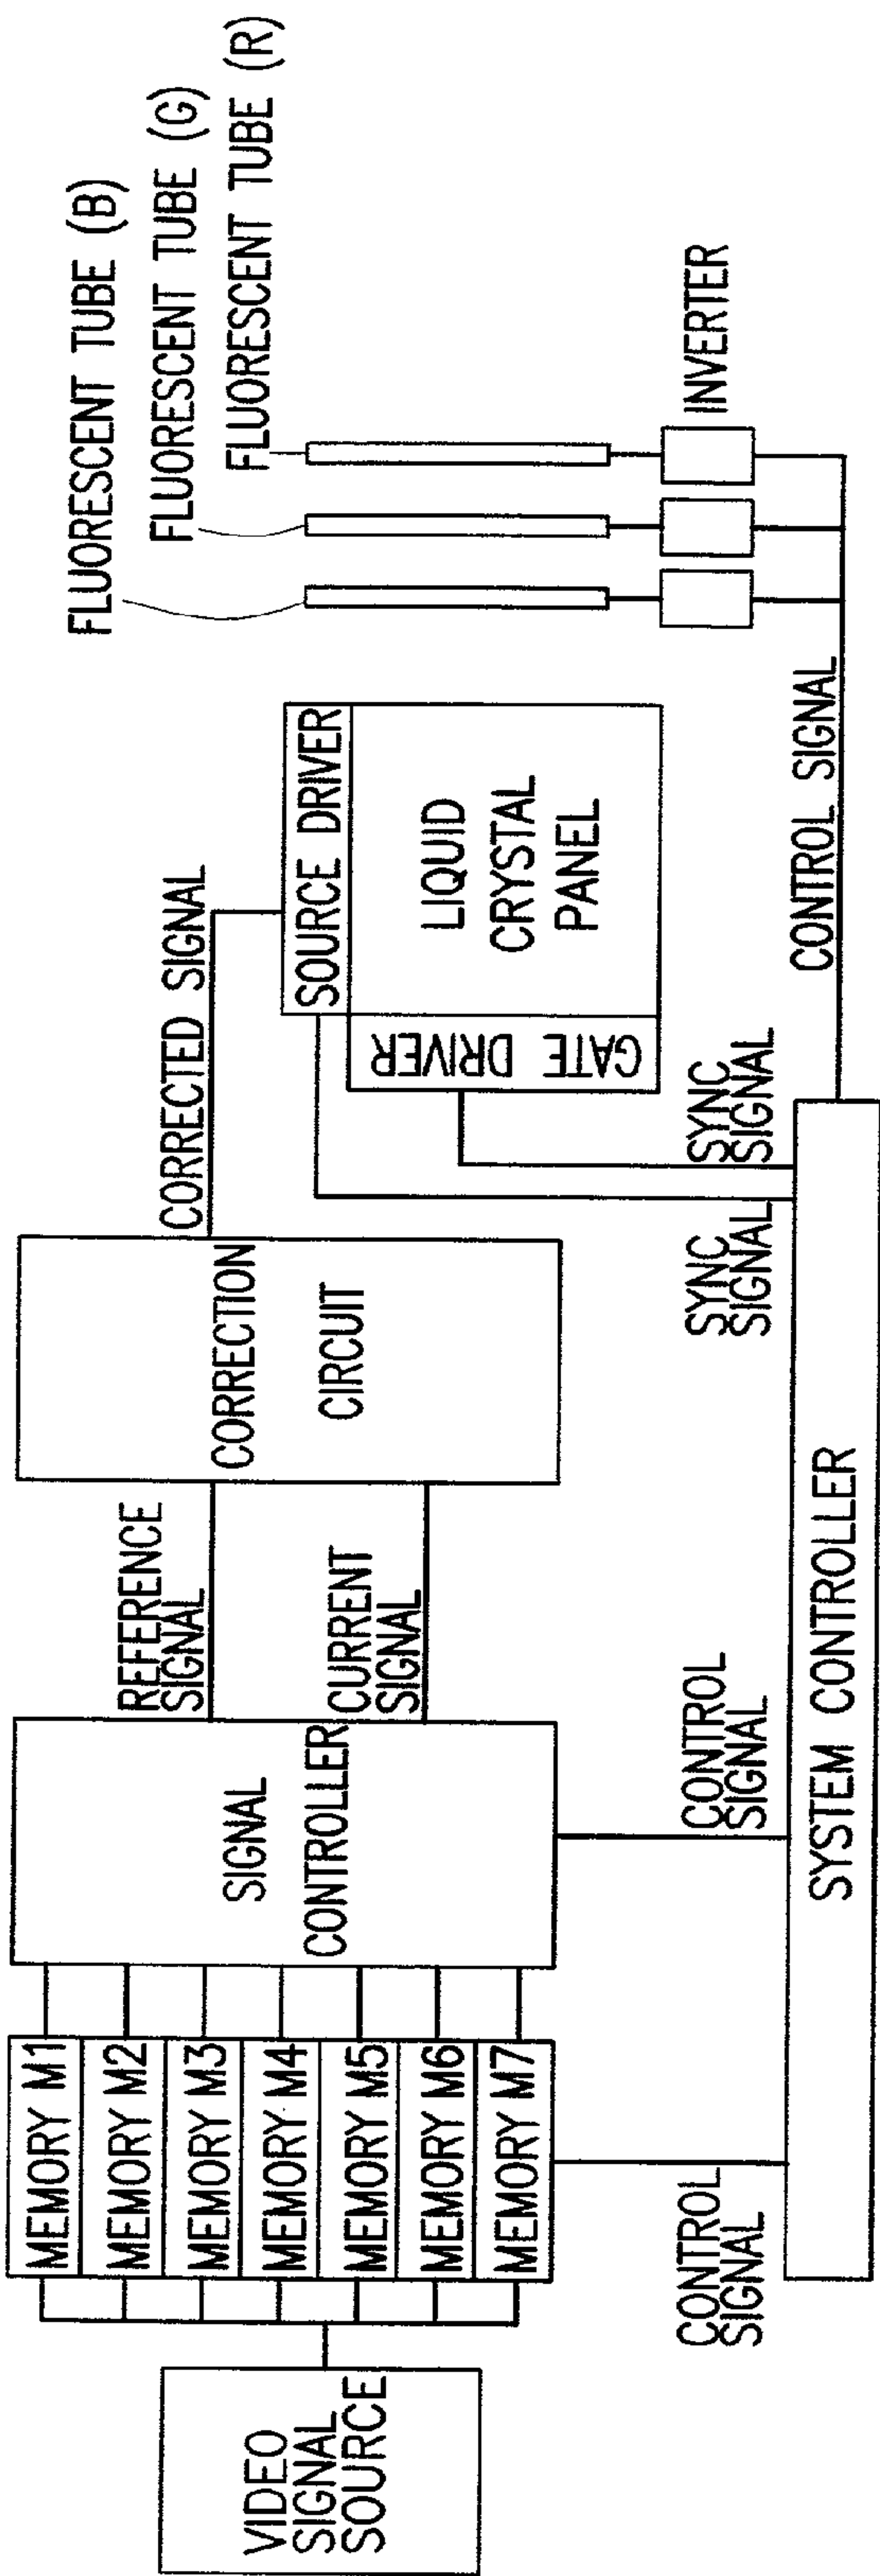 VIDEO
SIGNAL
SOURCE
MEMORY M1
MEMORY M2
MEMORY M3
MEMORY M4
MEMORY M5
MEMORY M6
MEMORY M7
CONTROL
SIGNAL
SIGNAL
CONTROLLER
CONTROL
SIGNAL
REFERENCE
SIGNAL
CURRENT
SIGNAL
CORRECTION
CIRCUIT
CORRECTED SIGNAL
SYNC
SIGNAL
SYNC
SIGNAL
SOURCE DRIVER
GATE DRIVER
LIQUID
CRYSTAL
PANEL
FLUORESCENT TUBE (B)
FLUORESCENT TUBE (G)
FLUORESCENT TUBE (R)
INVERTER
CONTROL SIGNAL
SYSTEM CONTROLLER